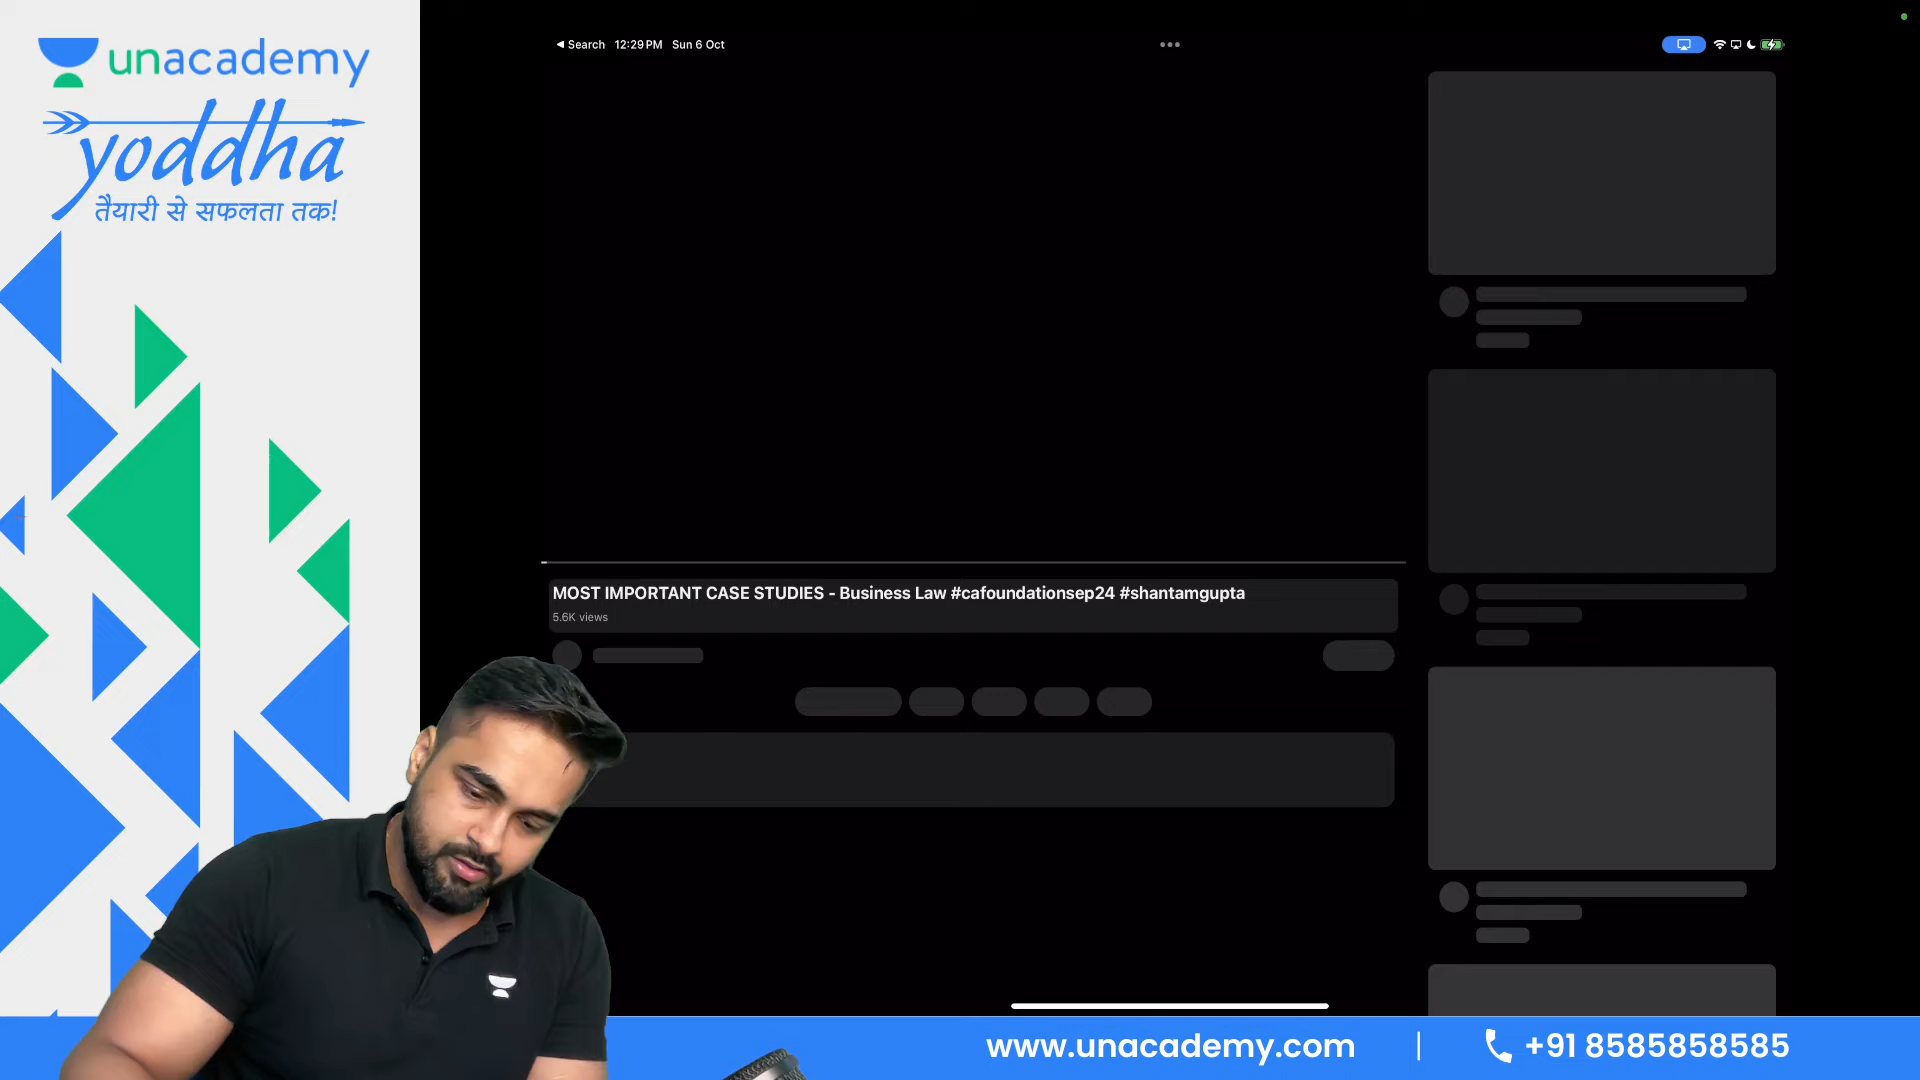 unacademy
yoddha
तैयारी से सफलता तक!
Search 12:29 PM Sun 6 Oct
MOST IMPORTANT CASE STUDIES - Business Law #cafoundationsep24 #shantamgupta
5.6K views
www.unacademy.com | +91 8585858585